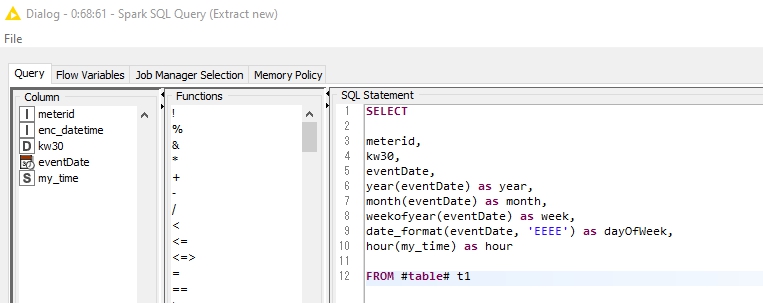 Dialog - 0:68:61 - Spark SQL Query (Extract new)
File
Query Flow Variables Job Manager Selection Memory Policy
Column
I meterid
I enc_datetime
D kw30
eventDate
S my_time
Functions
!
%
&
*
+
-
/
<
<=
<=>
=
==
SQL Statement
1 SELECT
2
3 meterid,
4 kw30,
5 eventDate,
6 year(eventDate) as year,
7 month(eventDate) as month,
8 weekofyear(eventDate) as week,
9 date_format(eventDate, 'EEEE') as dayOfWeek,
10 hour(my_time) as hour
11
12 FROM #table# t1